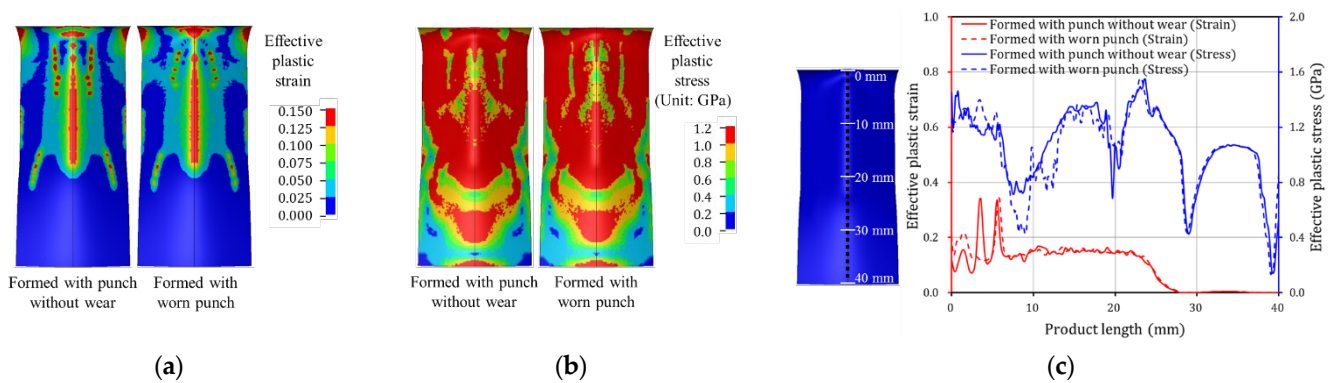 Effective
plastic
strain
0.150
0.125
0.100
0.075
0.050
0.025
0.000
Formed with punch
without wear
Formed with
worn punch
(a)
Effective
plastic
stress
(Unit: GPa)
1.2
1.0
0.8
0.6
0.4
0.2
0.0
Formed with punch
without wear
Formed with
worn punch
(b)
0 mm
10 mm
20 mm
30 mm
40 mm
Formed with punch without wear (Strain)
Formed with worn punch (Strain)
Formed with punch without wear (Stress)
Formed with worn punch (Stress)
1.0
0.8
0.6
0.4
0.2
0.0
Effective plastic strain
2.0
1.6
1.2
0.8
0.4
0.0
Effective plastic stress (GPa)
0 10 20 30 40
Product length (mm)
(c)